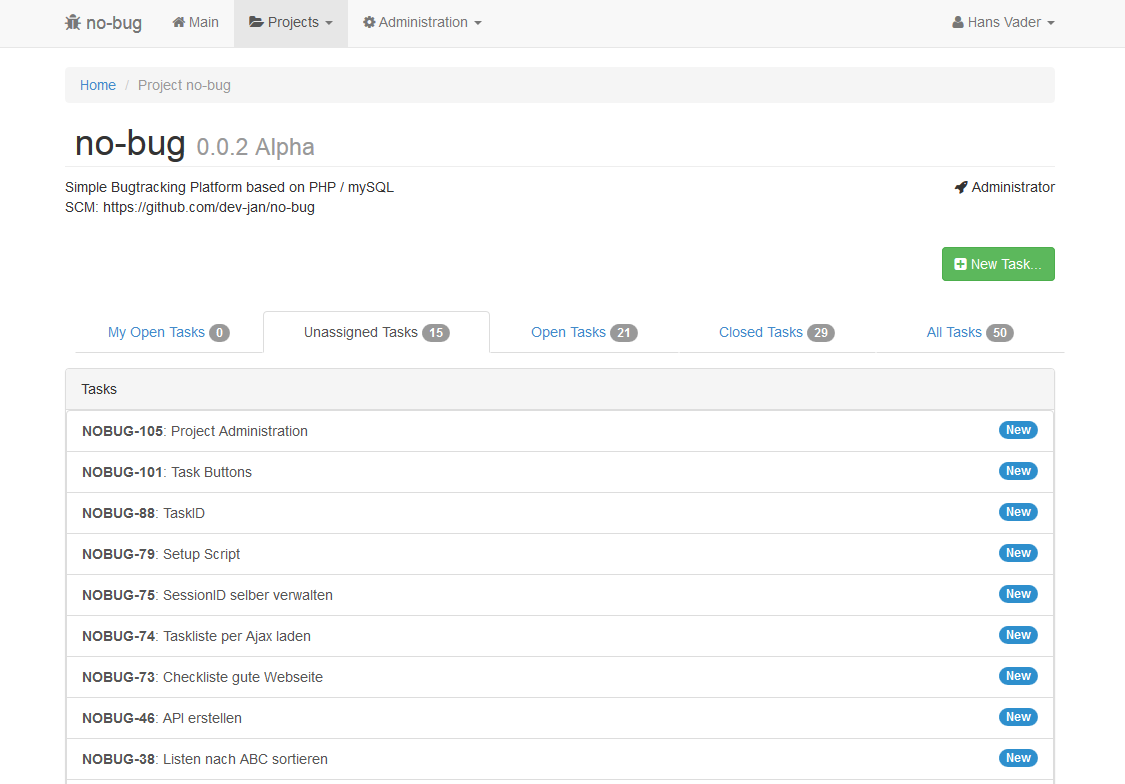 no-bug Main Projects Administration Hans Vader
Home / Project no-bug
no-bug 0.0.2 Alpha
Simple Bugtracking Platform based on PHP / mySQL Administrator
SCM: https://github.com/dev-jan/no-bug
New Task...
My Open Tasks 0 Unassigned Tasks 15 Open Tasks 21 Closed Tasks 29 All Tasks 50
Tasks
NOBUG-105: Project Administration New
NOBUG-101: Task Buttons New
NOBUG-88: TaskID New
NOBUG-79: Setup Script New
NOBUG-75: SessionID selber verwalten New
NOBUG-74: Taskliste per Ajax laden New
NOBUG-73: Checkliste gute Webseite New
NOBUG-46: API erstellen New
NOBUG-38: Listen nach ABC sortieren New